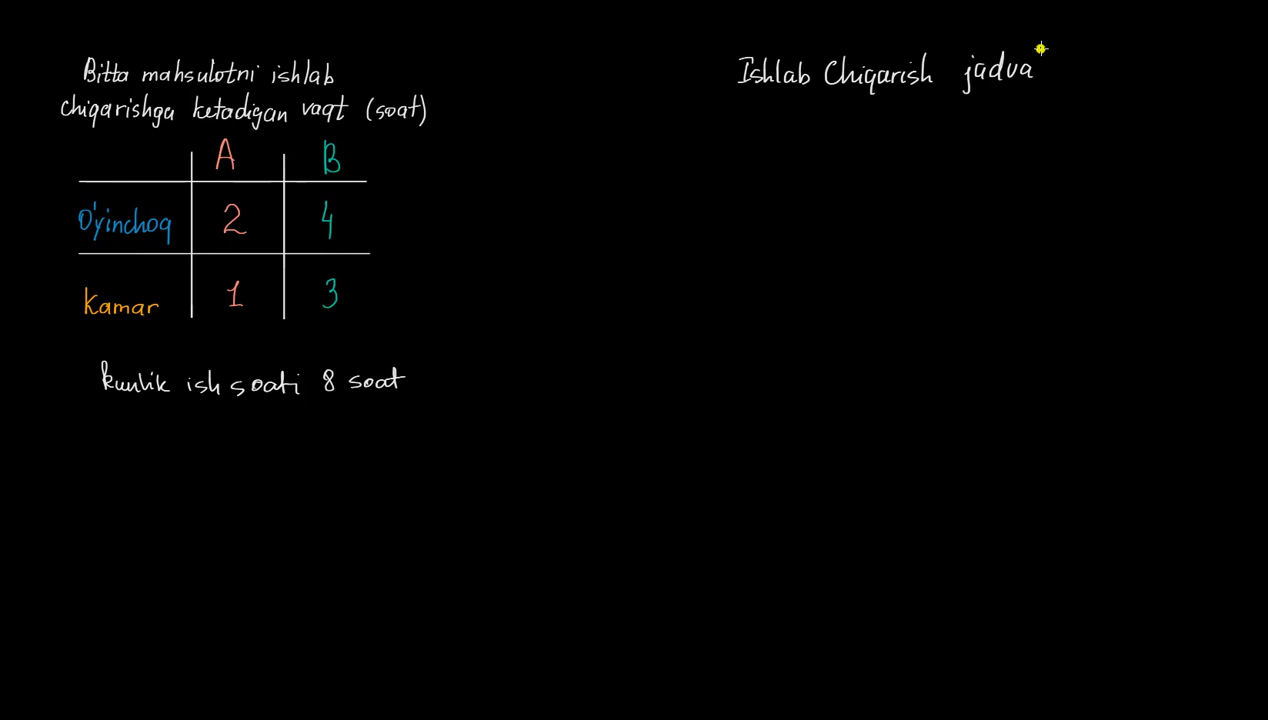 Bitta mahsulotni ishlab
chiqarishga ketadigan vaqt (soat)
A B
O'yinchoq 2 4
Kamar 1 3
kunlik ish soati 8 soat
Ishlab Chiqarish jadva